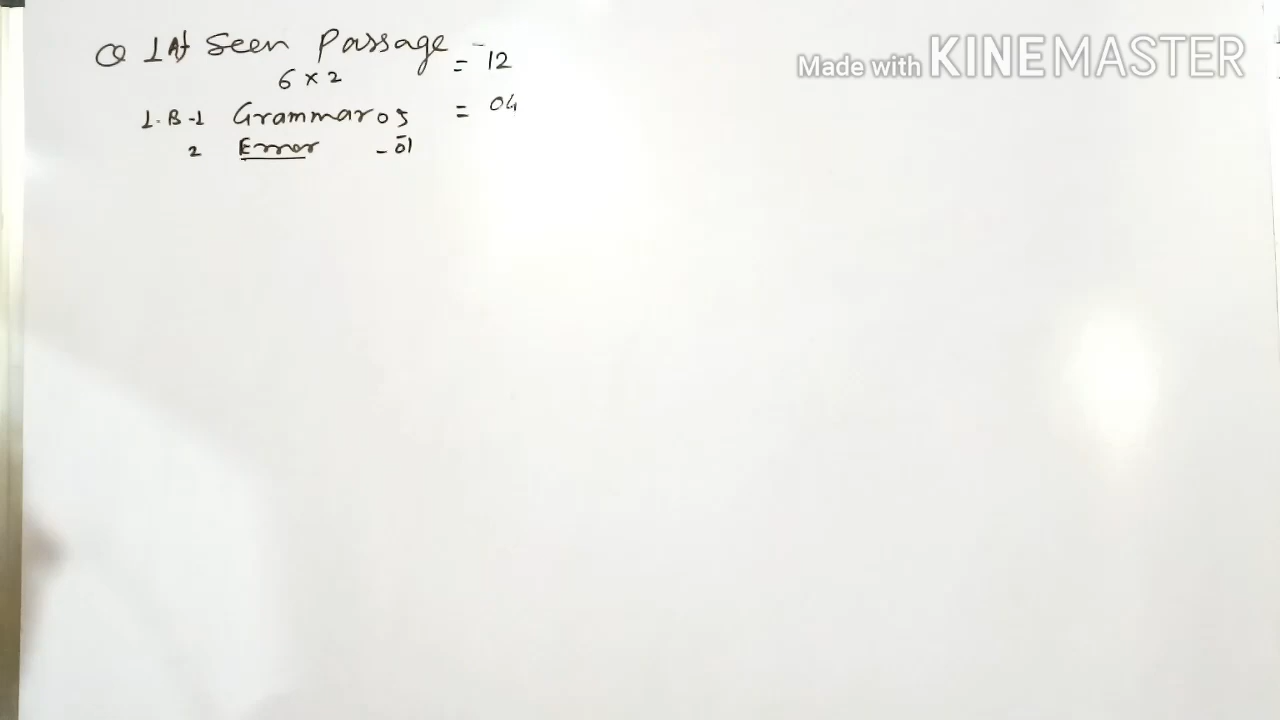 Q 1A Seen Passage = 12
6 x 2
1.B-1 Grammar 05 = 04
2 Error - 01
Made with KINEMASTER